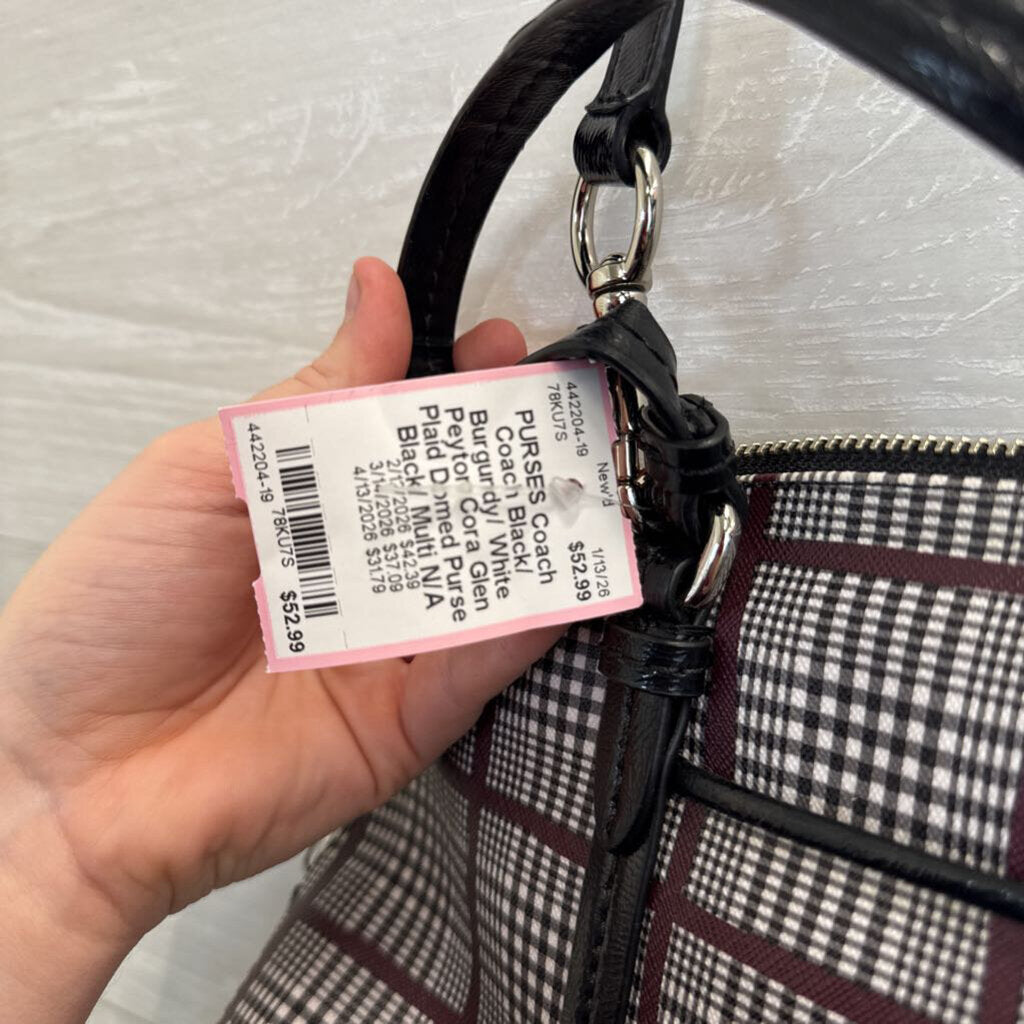 442204-19 New'd 1/13/26
78KU7S $52.99
PURSES Coach
Coach Black/
Burgurdy/ White
Peyton Cora Glen
Plaid Domed Purse
Black/ Multi N/A
2/12/2026 $42.39
3/14/2026 $37.09
4/13/2026 $31.79
442204-19 78KU7S $52.99